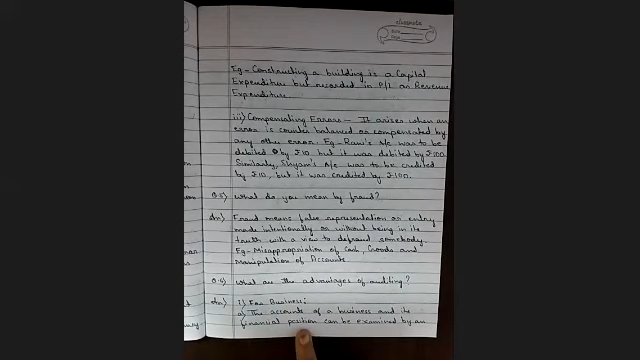 classmate
Date
Page
Eg - Constructing a building is a Capital
Expenditure but recorded in P/L as Revenue
Expenditure
iii) Compensating Errors - It arises when an
error is counter balanced or compensated by
any other error. Eg - Ram's A/c was to be
debited by ₹10 but it was debited by ₹100.
Similarly, Shyam's A/c was to be credited
by ₹10, but it was credited by ₹100.
Q.5) What do you mean by fraud?
Ans) Fraud means false representation or entry
made intentionally or without being in its
truth with a view to defraud somebody.
Eg - Misappropriation of Cash, Goods and
Manipulation of Accounts
Q.6) What are the advantages of auditing?
Ans) 1) For Business:
a) The accounts of a business and its
financial position can be examined by an